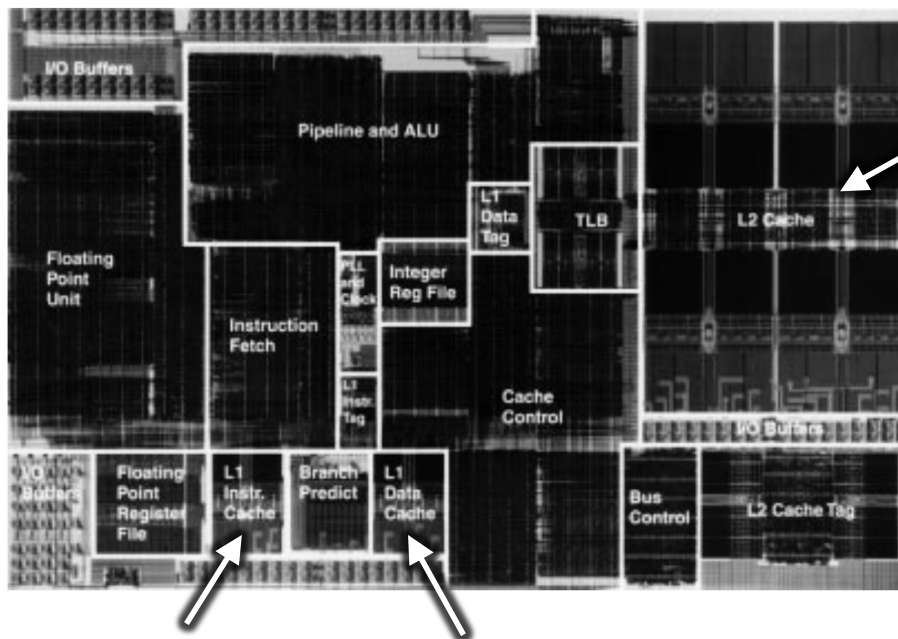 I/O Buffers
Pipeline and ALU
L1
Data
Tag
TLB
L2 Cache
Floating
Point
Unit
PLL
and
Clock
Integer
Reg File
Instruction
Fetch
L1
Instr.
Tag
Cache
Control
I/O Buffers
I/O
Buffers
Floating
Point
Register
File
L1
Instr.
Cache
Branch
Predict
L1
Data
Cache
Bus
Control
L2 Cache Tag